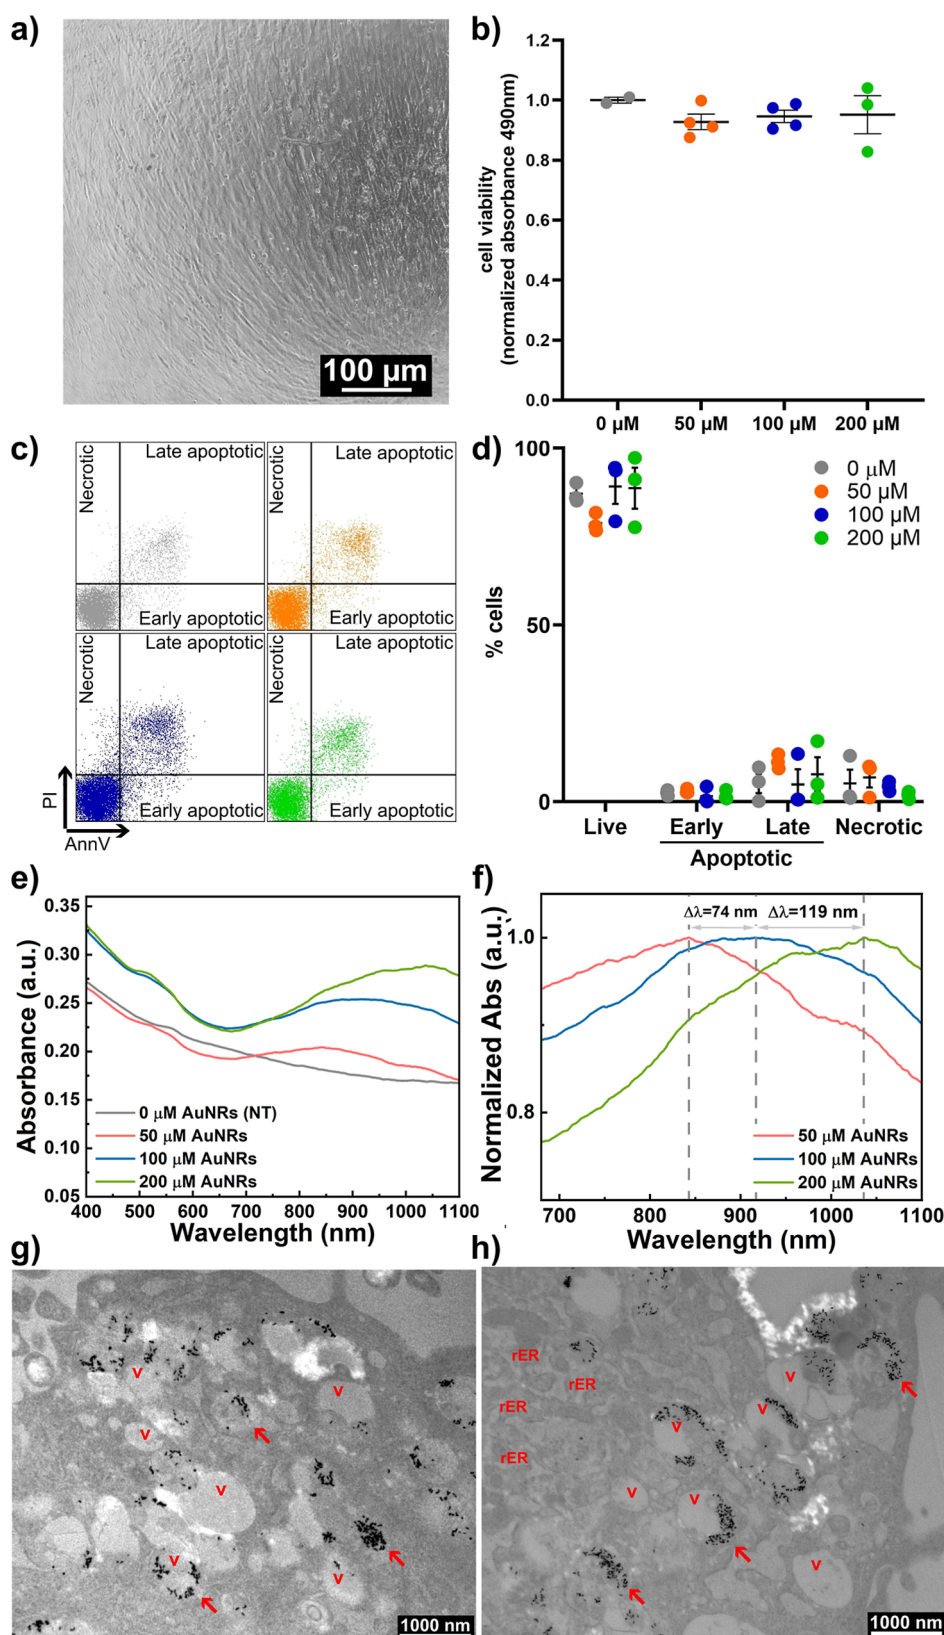 a)
100 µm
b)
cell viability
(normalized absorbance 490nm)
1.2
1.0
0.8
0.6
0.4
0.2
0.0
0 µM 50 µM 100 µM 200 µM
c)
Necrotic Late apoptotic
Early apoptotic
Necrotic Late apoptotic
Early apoptotic
Necrotic Late apoptotic
Early apoptotic
Necrotic Late apoptotic
Early apoptotic
PI
AnnV
d)
% cells
100
50
0
0 µM
50 µM
100 µM
200 µM
Live Early Late Necrotic
Apoptotic
e)
Absorbance (a.u.)
0.35
0.30
0.25
0.20
0.15
0.10
0.05
0 µM AuNRs (NT)
50 µM AuNRs
100 µM AuNRs
200 µM AuNRs
400 500 600 700 800 900 1000 1100
Wavelength (nm)
f)
Normalized Abs (a.u.)
Δλ=74 nm Δλ=119 nm
1.0
0.8
50 µM AuNRs
100 µM AuNRs
200 µM AuNRs
700 800 900 1000 1100
Wavelength (nm)
g)
v
v
v
v
v
v
1000 nm
h)
rER
rER
v
rER
v
v
rER
v
v
v
1000 nm